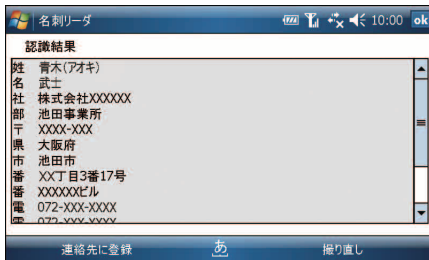 名刺リーダ 10:00 ok
認識結果
姓 青木(アオキ)
名 武士
社 株式会社XXXXXX
部 池田事業所
〒 XXXX-XXX
県 大阪府
市 池田市
番 XX丁目3番17号
番 XXXXXXビル
電 072-XXX-XXXX
電 072-XXX-XXXX
連絡先に登録 あ 撮り直し